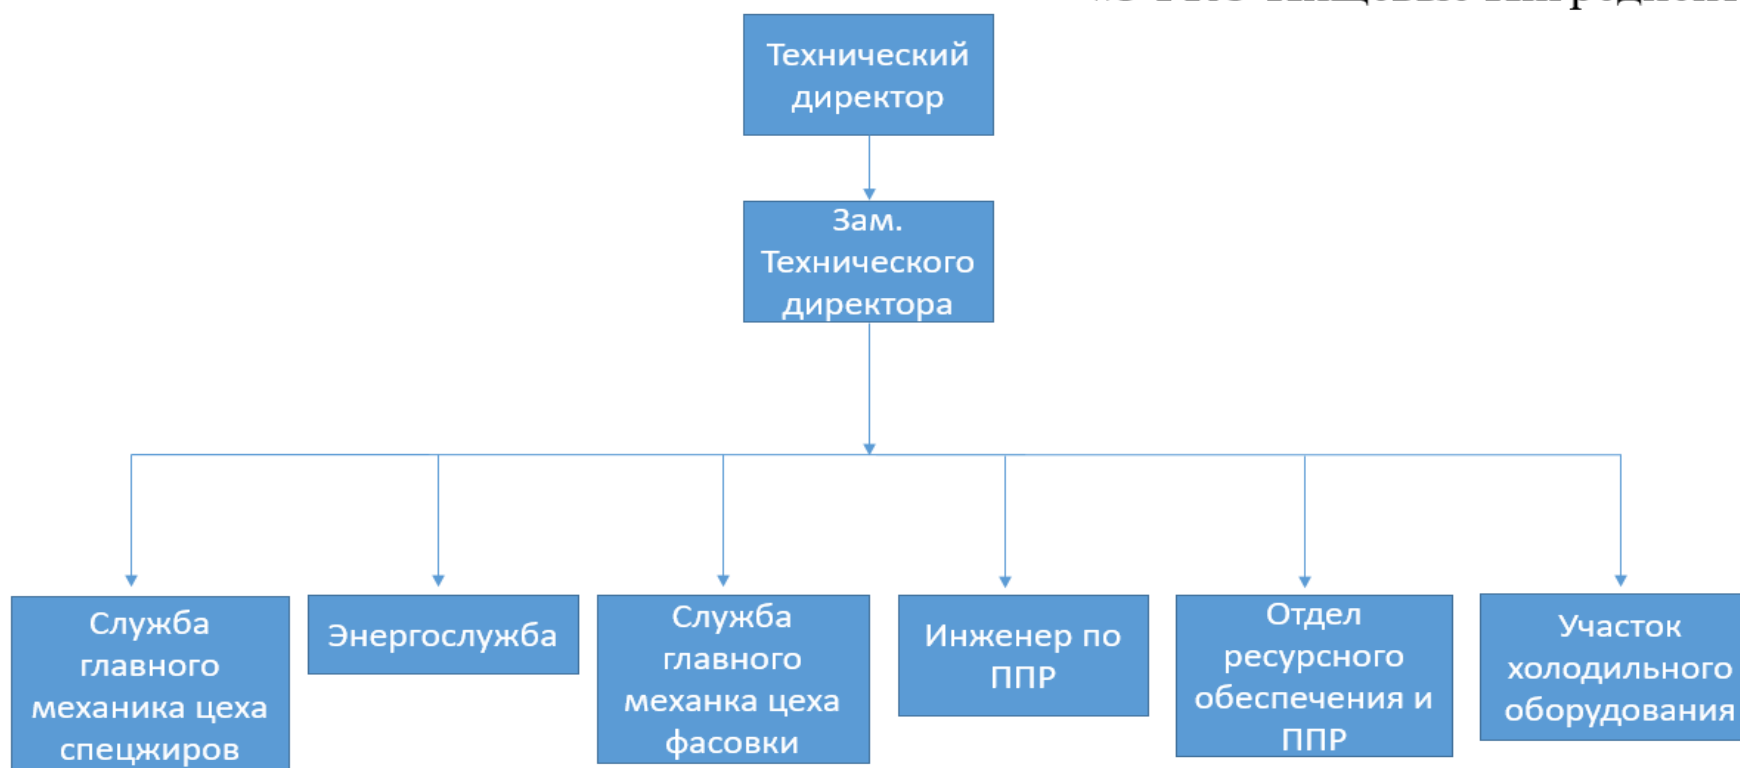 Технический
директор
Зам.
Технического
директора
Служба
главного
механика цеха
спецжиров
Энергослужба
Служба
главного
механка цеха
фасовки
Инженер по
ППР
Отдел
ресурсного
обеспечения и
ППР
Участок
холодильного
оборудования